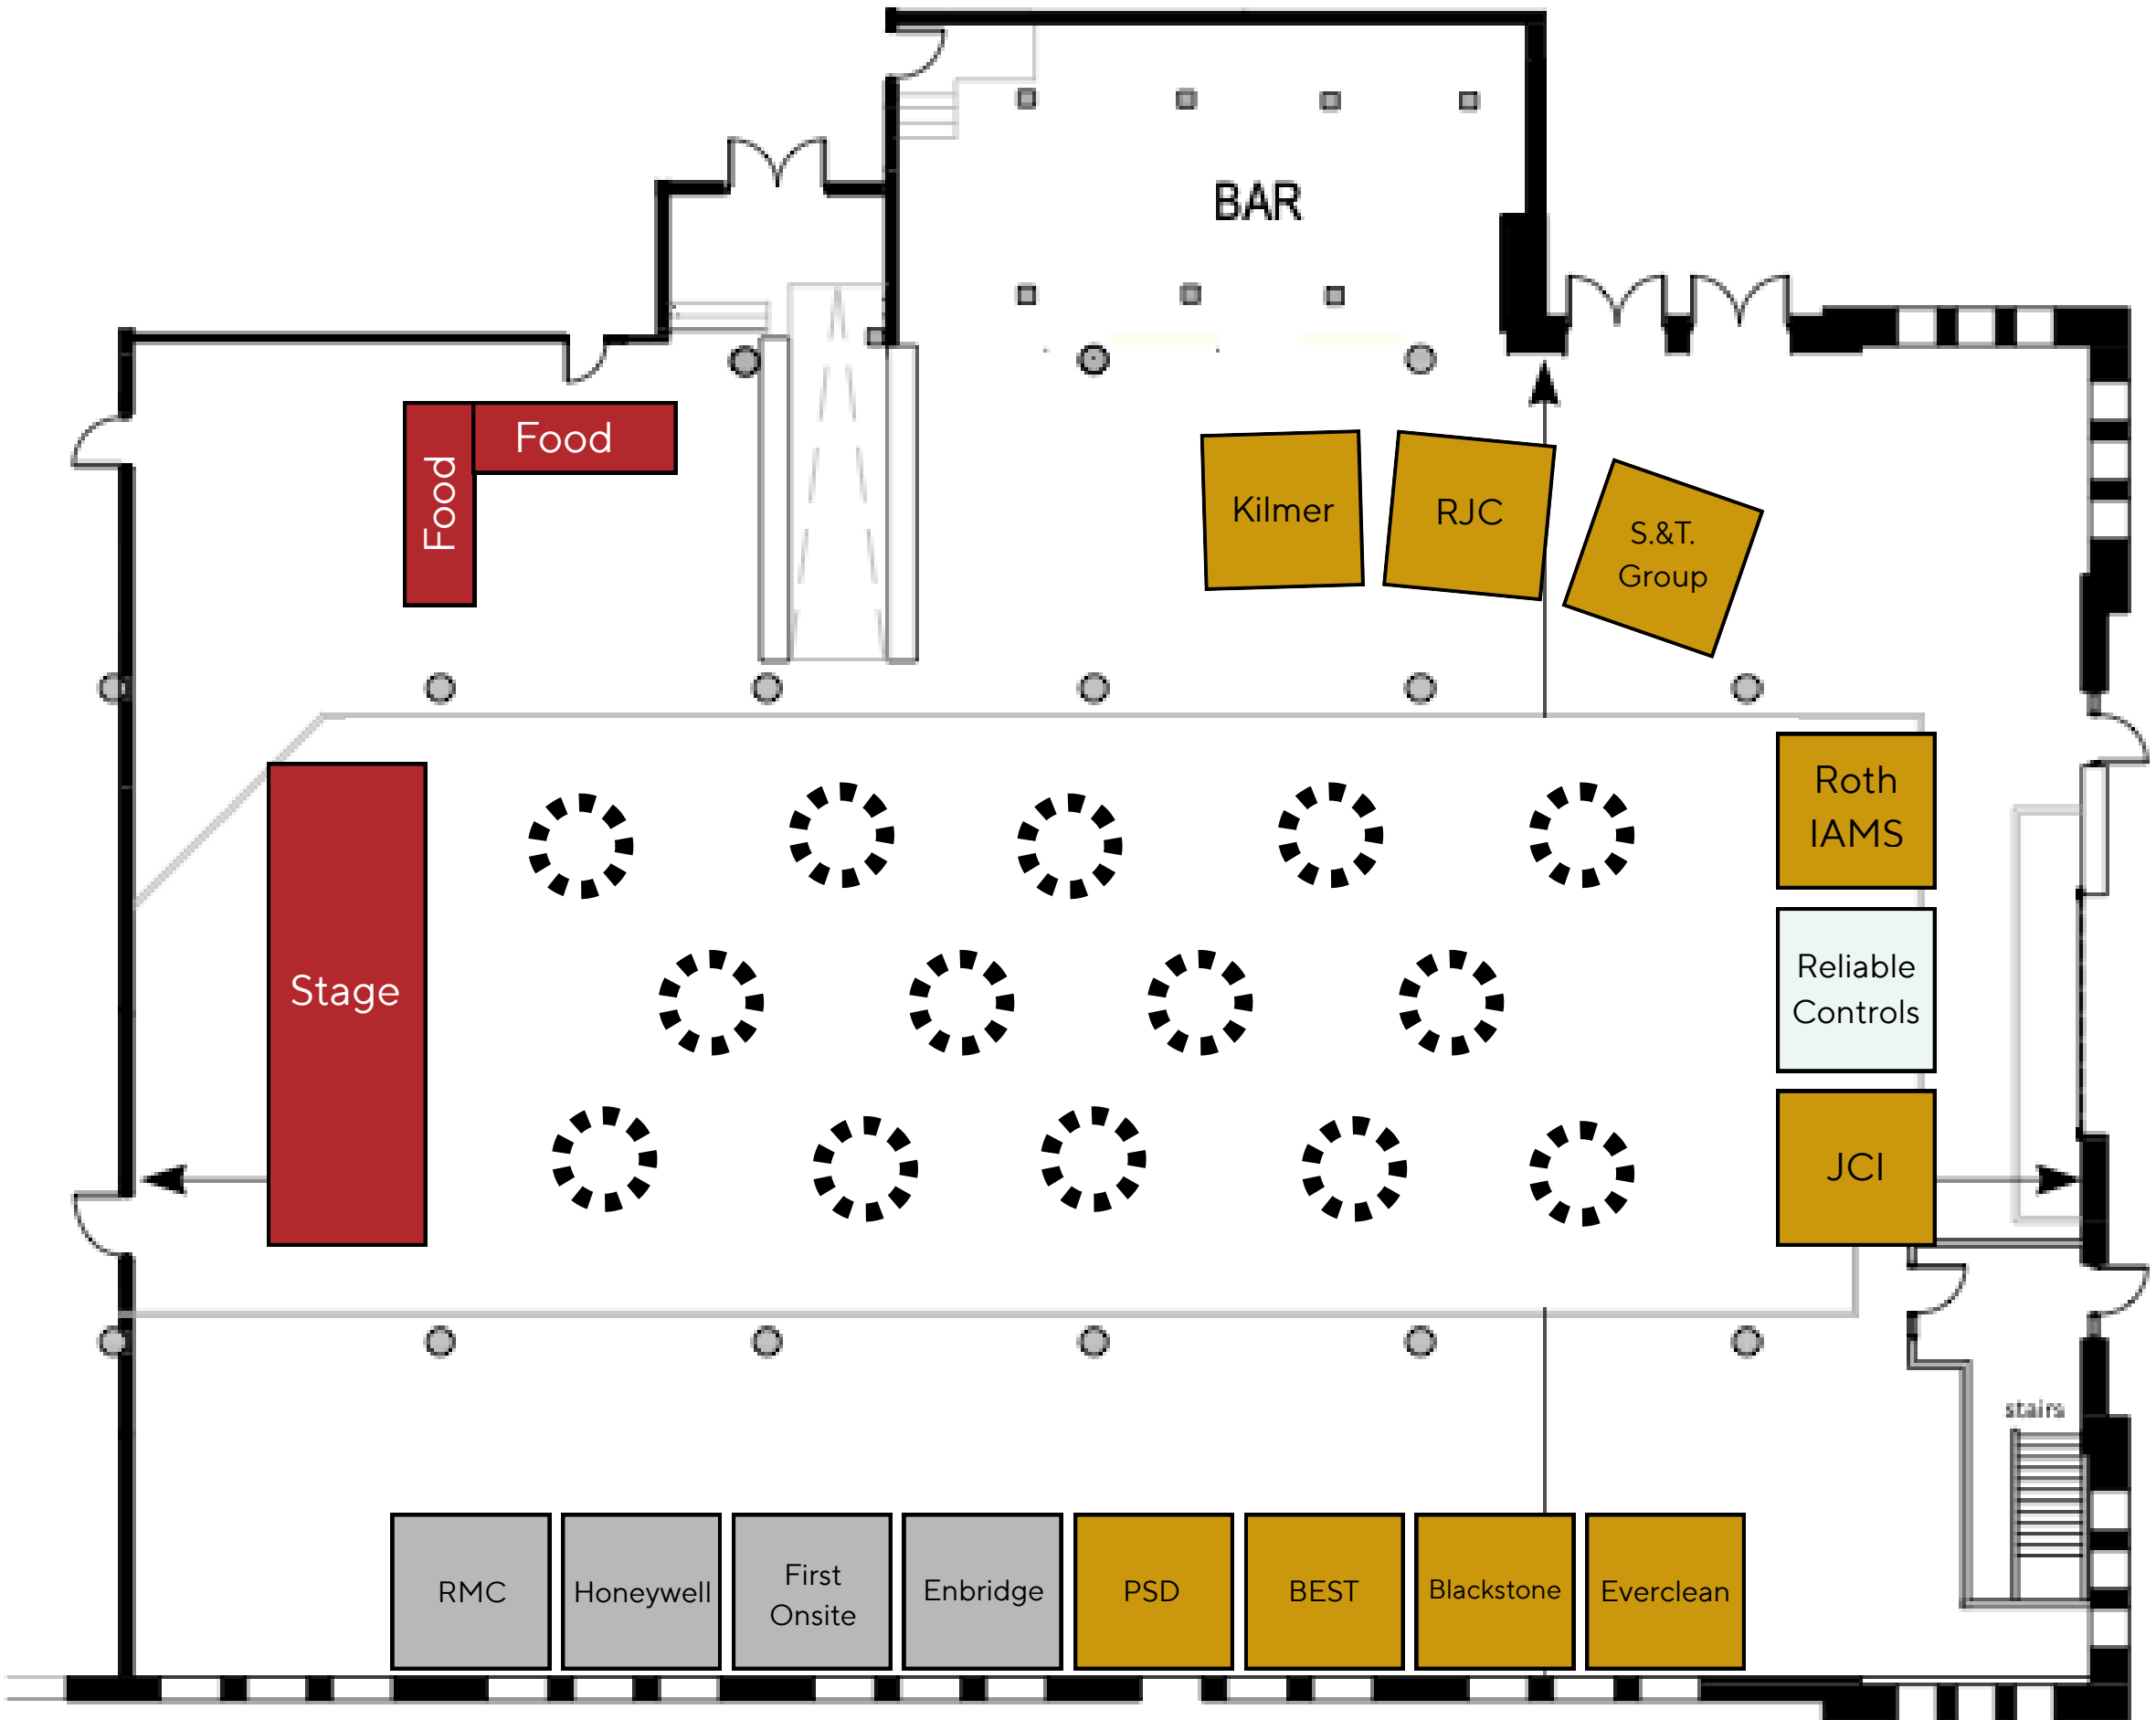 BAR
Food
Food
Kilmer
RJC
S.&T.
Group
Roth
IAMS
Stage
Reliable
Controls
JCI
stairs
RMC
Honeywell
First
Onsite
Enbridge
PSD
BEST
Blackstone
Everclean